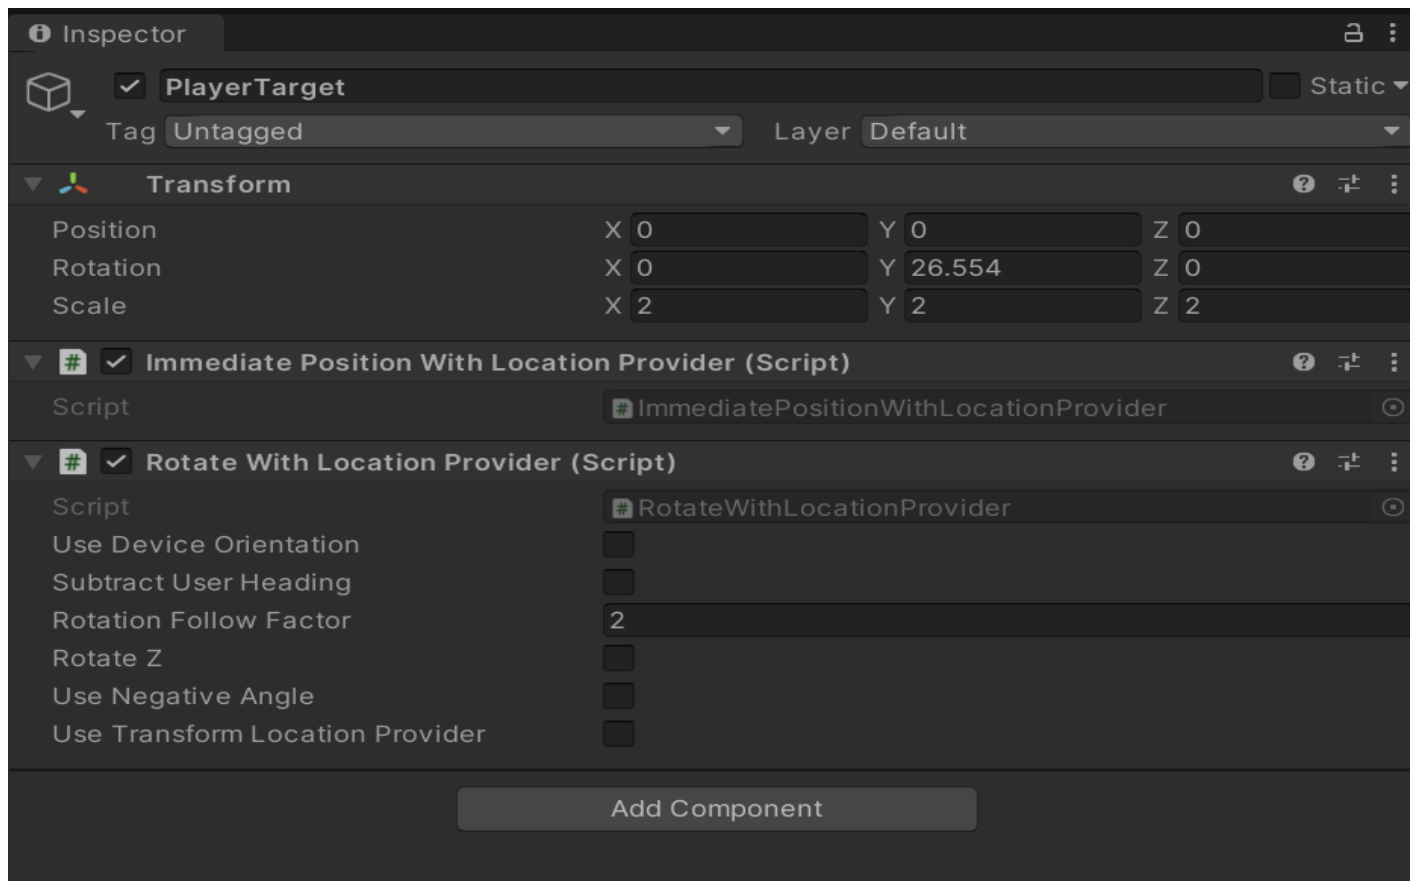 Inspector
PlayerTarget Static
Tag Untagged Layer Default
Transform
Position X 0 Y 0 Z 0
Rotation X 0 Y 26.554 Z 0
Scale X 2 Y 2 Z 2
# Immediate Position With Location Provider (Script)
Script # ImmediatePositionWithLocationProvider
# Rotate With Location Provider (Script)
Script # RotateWithLocationProvider
Use Device Orientation
Subtract User Heading
Rotation Follow Factor 2
Rotate Z
Use Negative Angle
Use Transform Location Provider
Add Component